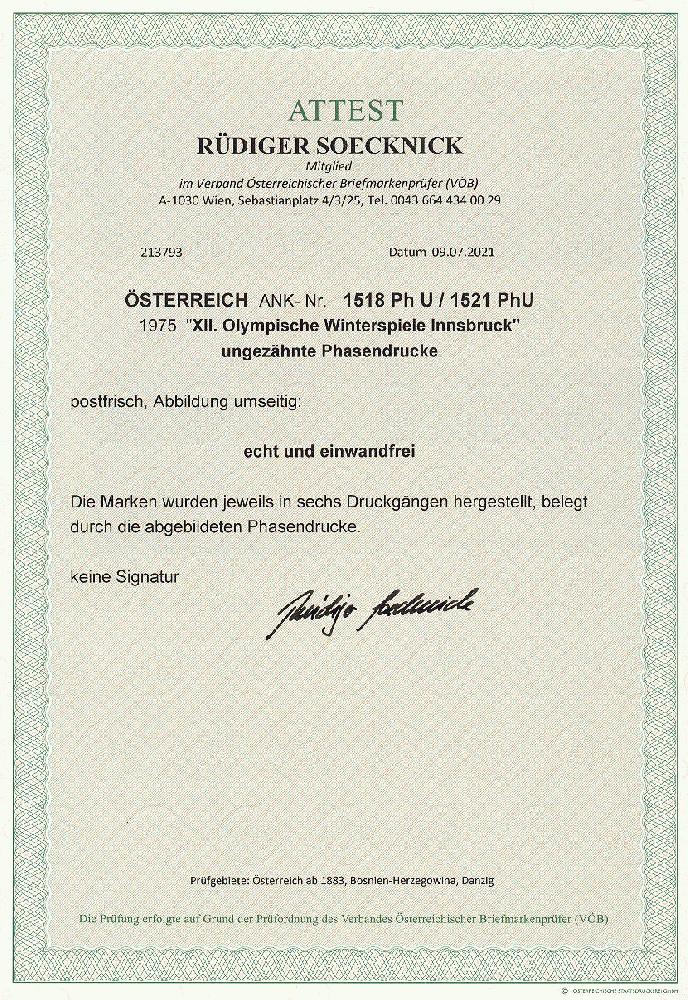 ATTEST
RÜDIGER SOECKNICK
Mitglied
im Verband Österreichischer Briefmarkenprüfer (VÖB)
A-1030 Wien, Sebastianplatz 4/3/25, Tel. 0043 664 434 00 29
213793 Datum 09.07.2021
ÖSTERREICH ANK-Nr. 1518 Ph U / 1521 PhU
1975 "XII. Olympische Winterspiele Innsbruck"
ungezähnte Phasendrucke
postfrisch, Abbildung umseitig:
echt und einwandfrei
Die Marken wurden jeweils in sechs Druckgängen hergestellt, belegt
durch die abgebildeten Phasendrucke.
keine Signatur
Prüfgebiete: Österreich ab 1883, Bosnien-Herzegowina, Danzig
Die Prüfung erfolgte auf Grund der Prüfordnung des Verbandes Österreichischer Briefmarkenprüfer (VÖB)
© ÖSTERREICHISCHE STAATSDRUCKEREI GmbH